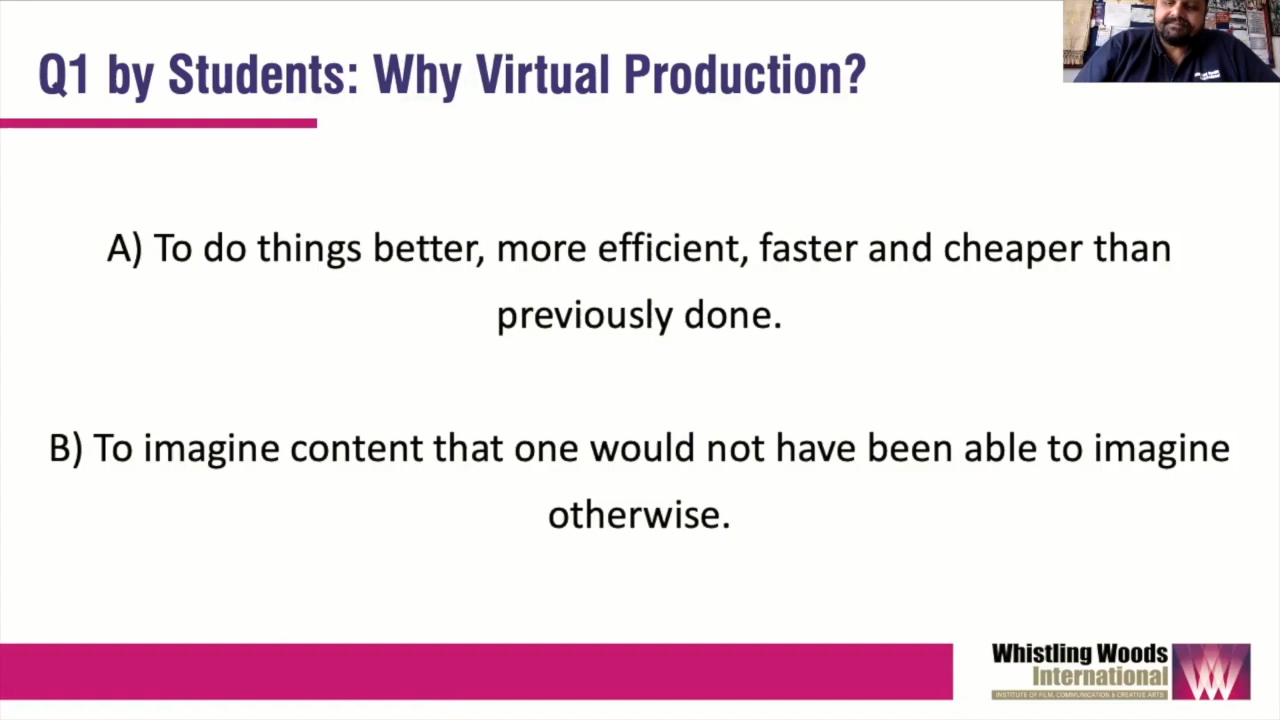 Q1 by Students: Why Virtual Production?
A) To do things better, more efficient, faster and cheaper than
previously done.
B) To imagine content that one would not have been able to imagine
otherwise.
Whistling Woods
International
INSTITUTE OF FILM, COMMUNICATION & CREATIVE ARTS